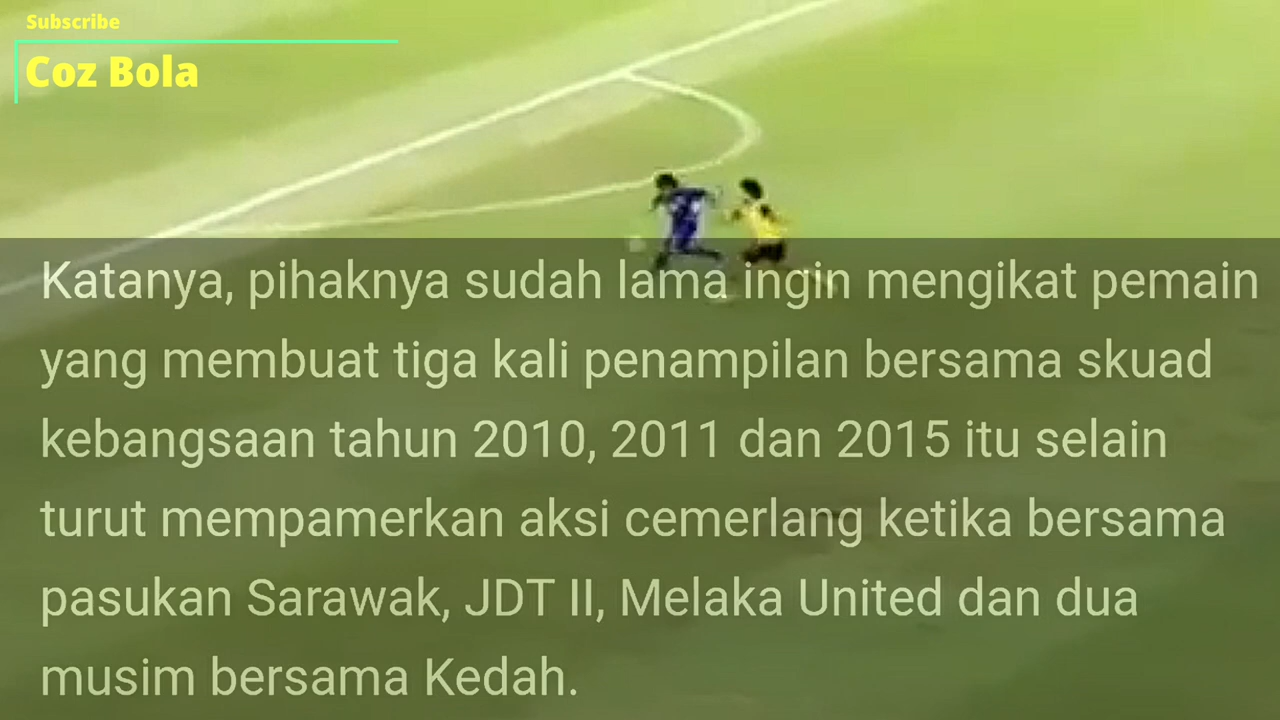 Subscribe
Coz Bola
Katanya, pihaknya sudah lama ingin mengikat pemain
yang membuat tiga kali penampilan bersama skuad
kebangsaan tahun 2010, 2011 dan 2015 itu selain
turut mempamerkan aksi cemerlang ketika bersama
pasukan Sarawak, JDT II, Melaka United dan dua
musim bersama Kedah.